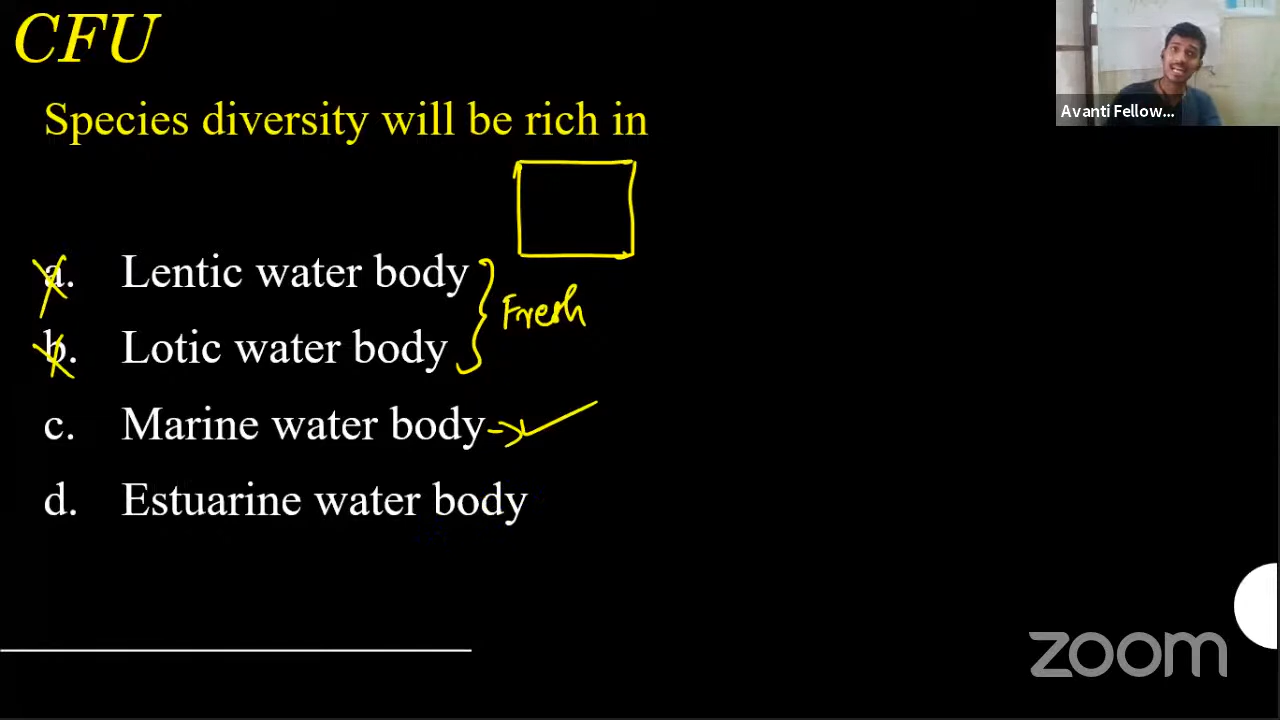 CFU
Avanti Fellow...
Species diversity will be rich in
a. Lentic water body
Fresh
b. Lotic water body
c. Marine water body
d. Estuarine water body
zoom